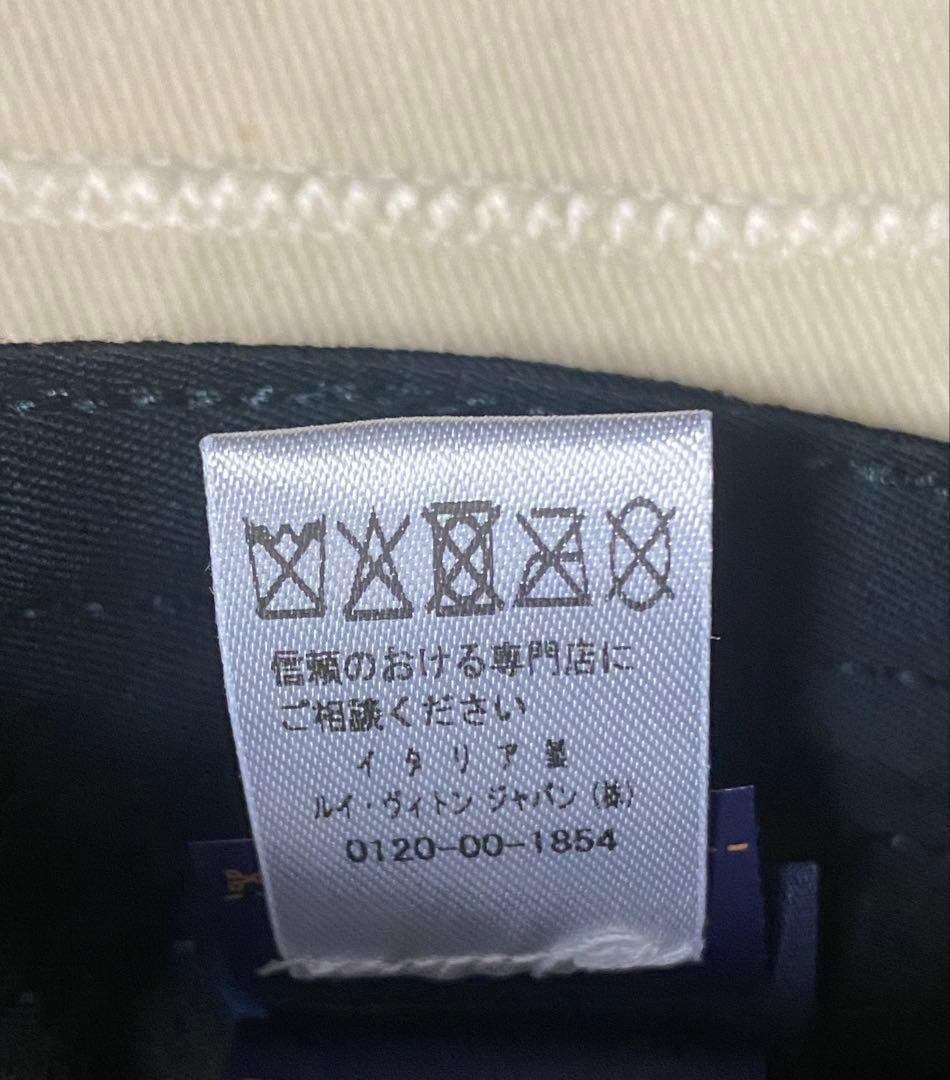 信頼のおける専門店に
ご相談ください
イタリア製
ルイ・ヴィトン ジャパン（株）
0120-00-1854